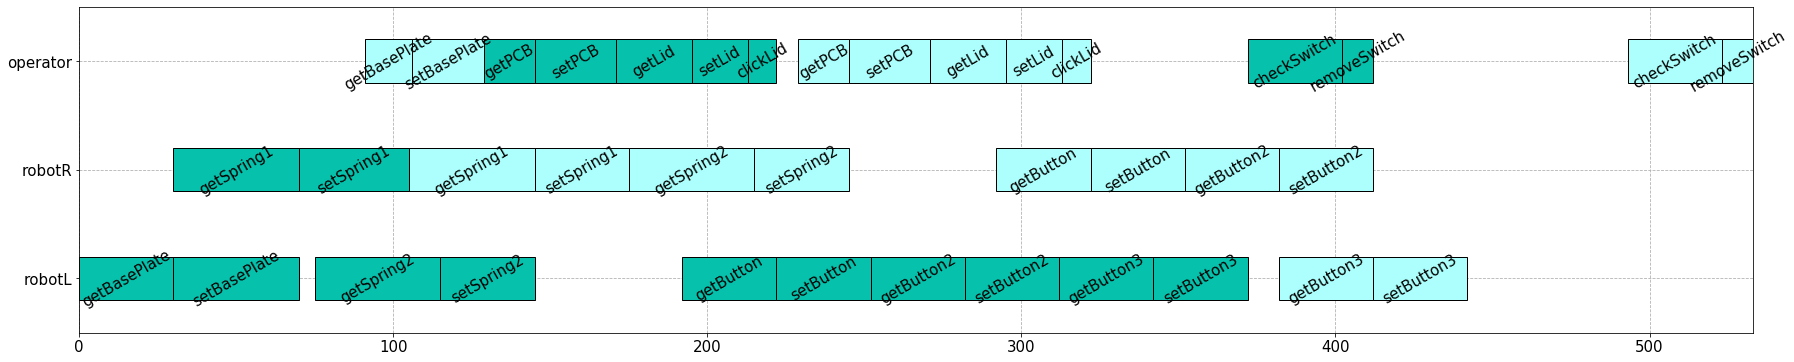 operator
getBasePlate
setBasePlate
getPCB
setPCB
getLid
setLid
clickLid
getPCB
setPCB
getLid
setLid
clickLid
checkSwitch
removeSwitch
checkSwitch
removeSwitch
robotR
getSpring1
setSpring1
getSpring1
setSpring1
getSpring2
setSpring2
getButton
setButton
getButton2
setButton2
robotL
getBasePlate
setBasePlate
getSpring2
setSpring2
getButton
setButton
getButton2
setButton2
getButton3
setButton3
getButton3
setButton3
0 100 200 300 400 500